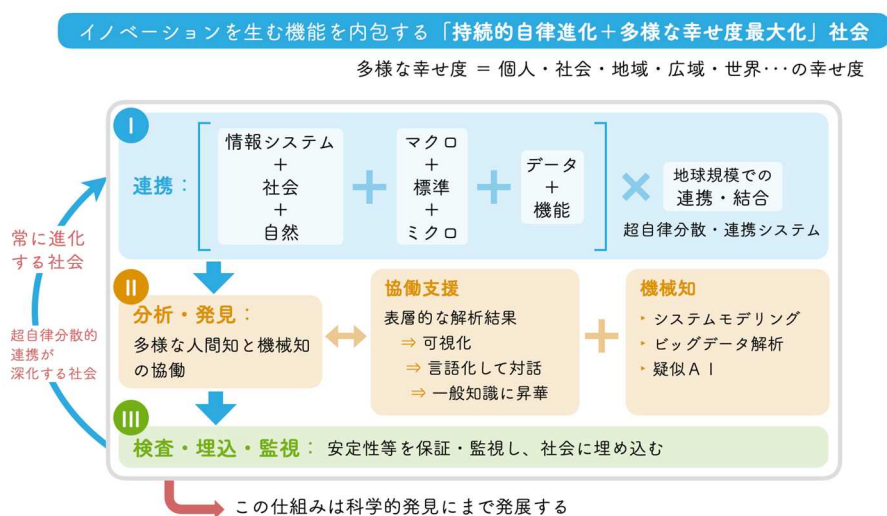 イノベーションを生む機能を内包する「持続的自律進化＋多様な幸せ度最大化」社会
多様な幸せ度 ＝ 個人・社会・地域・広域・世界･･･の幸せ度
I
連携：
情報システム
＋
社会
＋
自然
＋
マクロ
＋
標準
＋
ミクロ
＋
データ
＋
機能
×
地球規模での
連携・結合
超自律分散・連携システム
常に進化
する社会
超自律分散的
連携が
深化する社会
II
分析・発見：
多様な人間知と機械知
の協働
協働支援
表層的な解析結果
⇒ 可視化
⇒ 言語化して対話
⇒ 一般知識に昇華
＋
機械知
‣ システムモデリング
‣ ビッグデータ解析
‣ 疑似ＡＩ
III
検査・埋込・監視： 安定性等を保証・監視し、社会に埋め込む
この仕組みは科学的発見にまで発展する